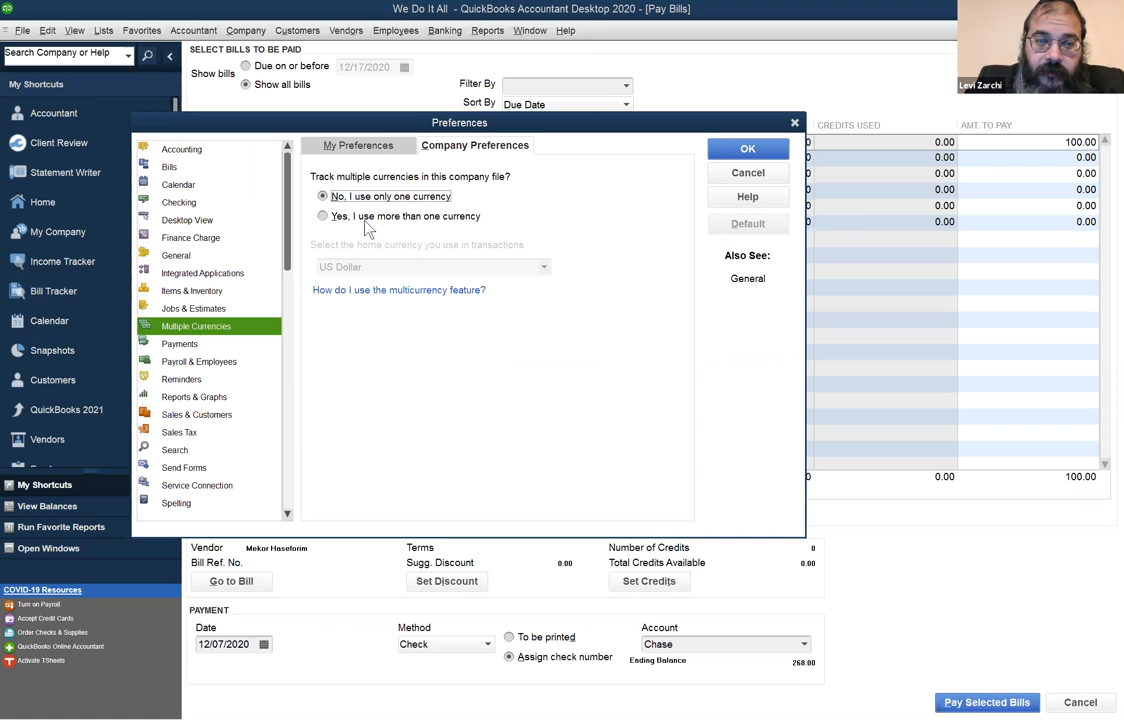 We Do It All - QuickBooks Accountant Desktop 2020 - [Pay Bills]
File Edit View Lists Favorites Accountant Company Customers Vendors Employees Banking Reports Window Help
Search Company or Help
My Shortcuts
Accountant
Client Review
Statement Writer
Home
My Company
Income Tracker
Bill Tracker
Calendar
Snapshots
Customers
QuickBooks 2021
Vendors
My Shortcuts
View Balances
Run Favorite Reports
Open Windows
COVID-19 Resources
Turn on Payroll
Accept Credit Cards
Order Checks & Supplies
QuickBooks Online Accountant
Activate TSheets
SELECT BILLS TO BE PAID
Show bills
Due on or before 12/17/2020
Show all bills
Filter By
Sort By Due Date
Levi Zarchi
CREDITS USED AMT. TO PAY
0.00 100.00
0.00 0.00
0.00 0.00
0.00 0.00
0.00 0.00
0.00 0.00
0.00 100.00
Preferences
Accounting
Bills
Calendar
Checking
Desktop View
Finance Charge
General
Integrated Applications
Items & Inventory
Jobs & Estimates
Multiple Currencies
Payments
Payroll & Employees
Reminders
Reports & Graphs
Sales & Customers
Sales Tax
Search
Send Forms
Service Connection
Spelling
My Preferences Company Preferences
Track multiple currencies in this company file?
No, I use only one currency
Yes, I use more than one currency
Select the home currency you use in transactions
US Dollar
How do I use the multicurrency feature?
OK
Cancel
Help
Default
Also See:
General
Vendor Mekor Haseforim
Bill Ref. No.
Go to Bill
Terms
Sugg. Discount 0.00
Set Discount
Number of Credits 0
Total Credits Available 0.00
Set Credits
PAYMENT
Date
12/07/2020
Method
Check
To be printed
Assign check number
Account
Chase
Ending Balance 268.00
Pay Selected Bills
Cancel